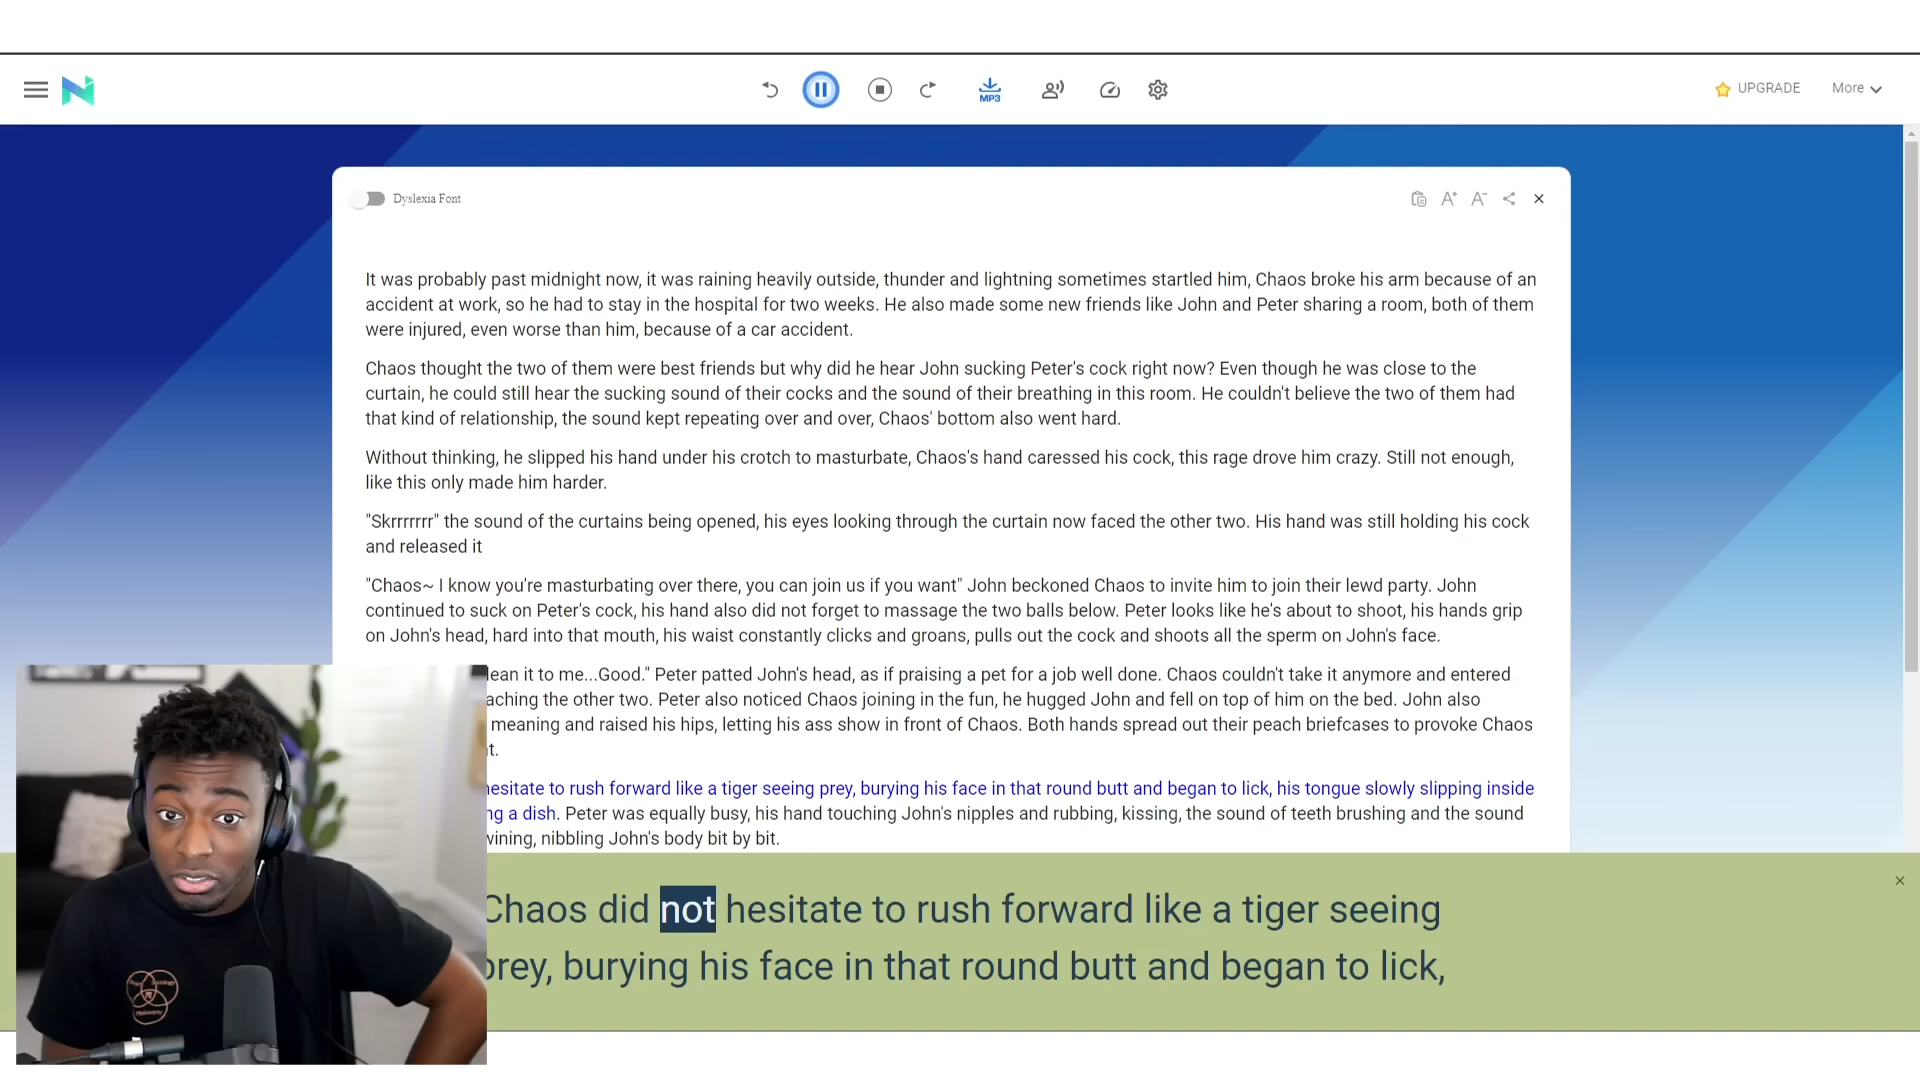 MP3
UPGRADE
More
Dyslexia Font
A+
A-
It was probably past midnight now, it was raining heavily outside, thunder and lightning sometimes startled him, Chaos broke his arm because of an
accident at work, so he had to stay in the hospital for two weeks. He also made some new friends like John and Peter sharing a room, both of them
were injured, even worse than him, because of a car accident.
Chaos thought the two of them were best friends but why did he hear John sucking Peter's cock right now? Even though he was close to the
curtain, he could still hear the sucking sound of their cocks and the sound of their breathing in this room. He couldn't believe the two of them had
that kind of relationship, the sound kept repeating over and over, Chaos' bottom also went hard.
Without thinking, he slipped his hand under his crotch to masturbate, Chaos's hand caressed his cock, this rage drove him crazy. Still not enough,
like this only made him harder.
"Skrrrrrrr" the sound of the curtains being opened, his eyes looking through the curtain now faced the other two. His hand was still holding his cock
and released it
"Chaos~ I know you're masturbating over there, you can join us if you want" John beckoned Chaos to invite him to join their lewd party. John
continued to suck on Peter's cock, his hand also did not forget to massage the two balls below. Peter looks like he's about to shoot, his hands grip
on John's head, hard into that mouth, his waist constantly clicks and groans, pulls out the cock and shoots all the sperm on John's face.
lean it to me...Good." Peter patted John's head, as if praising a pet for a job well done. Chaos couldn't take it anymore and entered
aching the other two. Peter also noticed Chaos joining in the fun, he hugged John and fell on top of him on the bed. John also
meaning and raised his hips, letting his ass show in front of Chaos. Both hands spread out their peach briefcases to provoke Chaos
t.
hesitate to rush forward like a tiger seeing prey, burying his face in that round butt and began to lick, his tongue slowly slipping inside
ng a dish. Peter was equally busy, his hand touching John's nipples and rubbing, kissing, the sound of teeth brushing and the sound
wining, nibbling John's body bit by bit.
Chaos did not hesitate to rush forward like a tiger seeing
prey, burying his face in that round butt and began to lick,